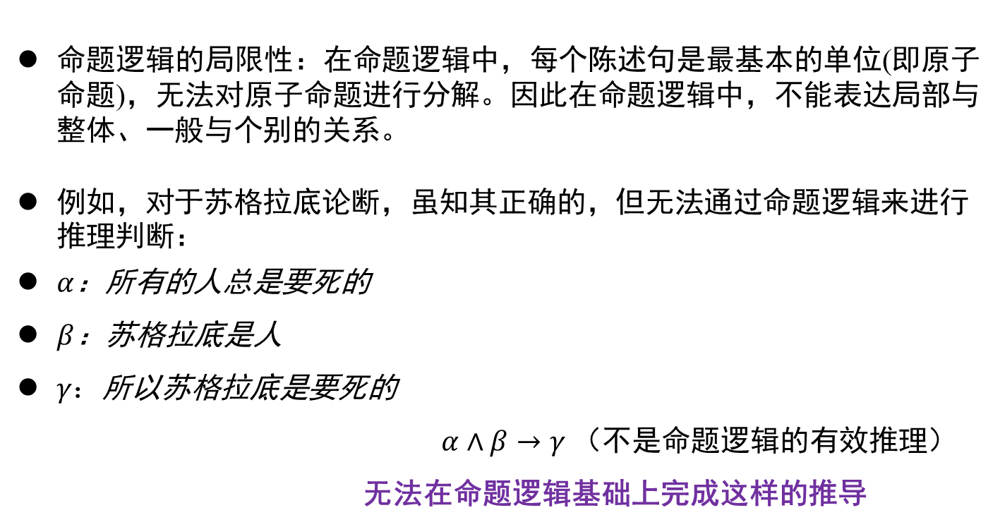 ● 命题逻辑的局限性：在命题逻辑中，每个陈述句是最基本的单位(即原子
命题)，无法对原子命题进行分解。因此在命题逻辑中，不能表达局部与
整体、一般与个别的关系。
● 例如，对于苏格拉底论断，虽知其正确的，但无法通过命题逻辑来进行
推理判断：
● α：所有的人总是要死的
● β：苏格拉底是人
● γ：所以苏格拉底是要死的
α ∧ β → γ （不是命题逻辑的有效推理）
无法在命题逻辑基础上完成这样的推导